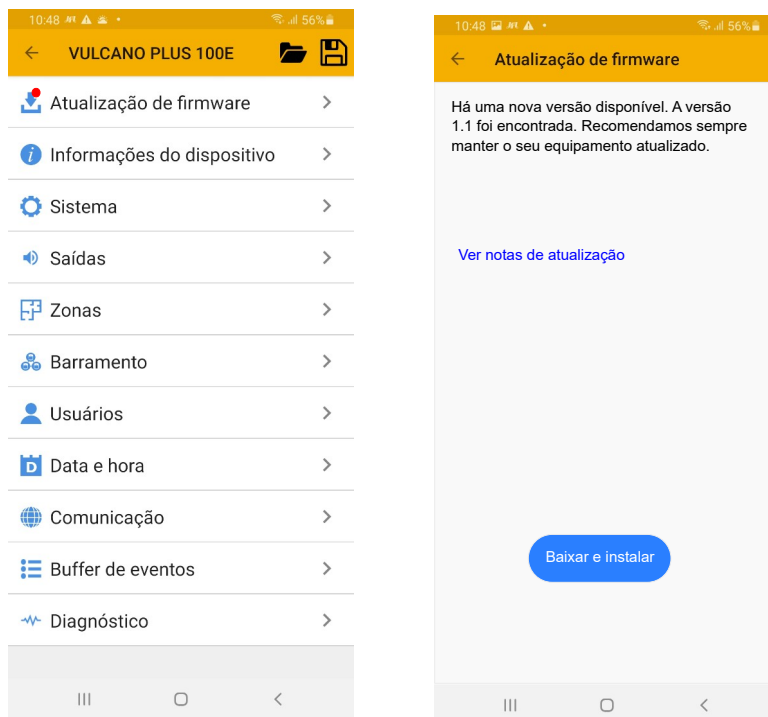 10:48
56%
VULCANO PLUS 100E
Atualização de firmware
Informações do dispositivo
Sistema
Saídas
Zonas
Barramento
Usuários
D
Data e hora
Comunicação
Buffer de eventos
Diagnóstico
10:48
56%
Atualização de firmware
Há uma nova versão disponível. A versão
1.1 foi encontrada. Recomendamos sempre
manter o seu equipamento atualizado.
Ver notas de atualização
Baixar e instalar